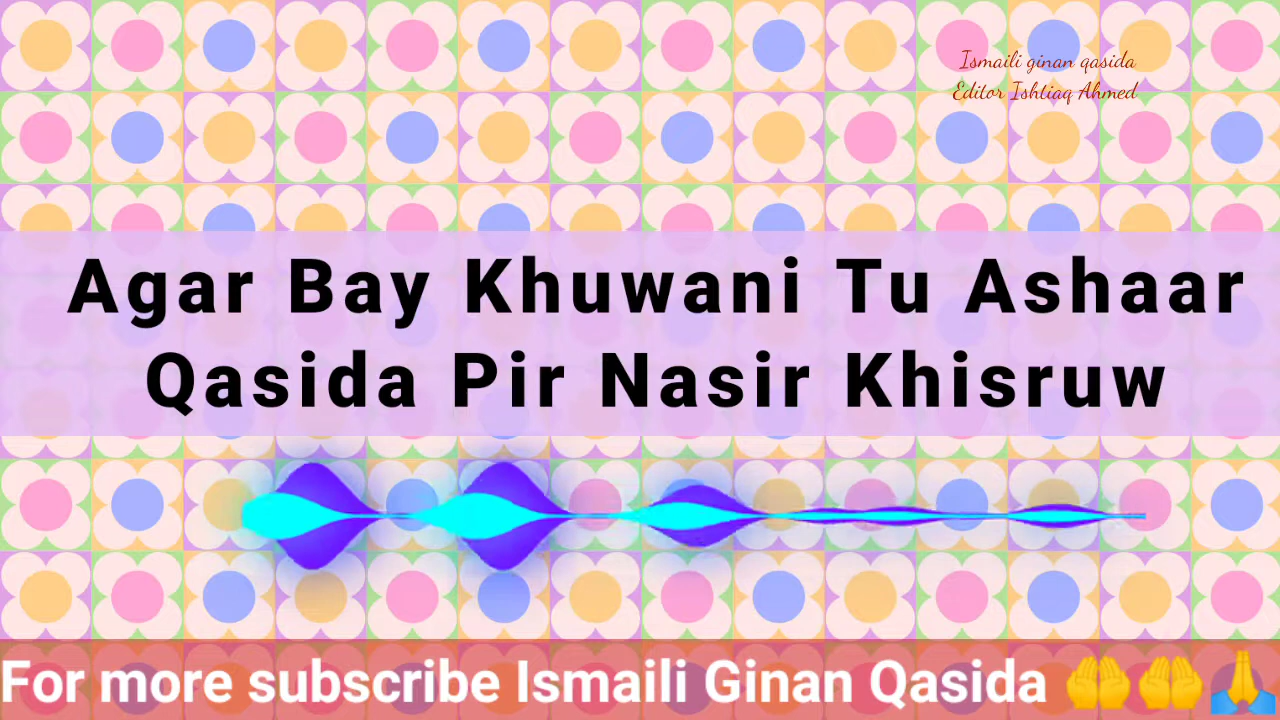 Ismaili ginan qasida
Editor Ishtiaq Ahmed
Agar Bay Khuwani Tu Ashaar
Qasida Pir Nasir Khisruw
For more subscribe Ismaili Ginan Qasida 🤲🤲🙏